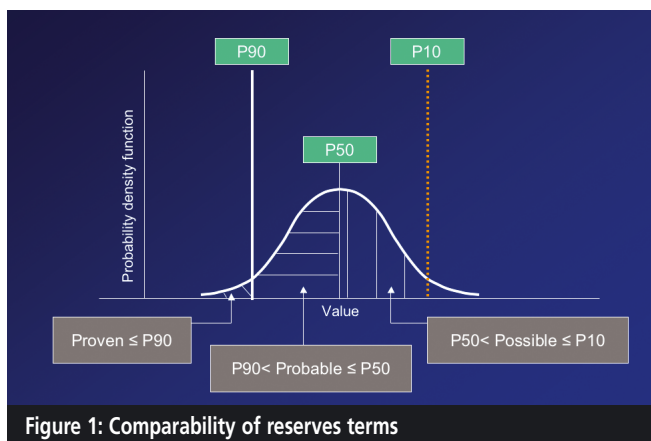 P90
P10
P50
Probability density function
Value
Proven ≤ P90
P90< Probable ≤ P50
P50< Possible ≤ P10
Figure 1: Comparability of reserves terms